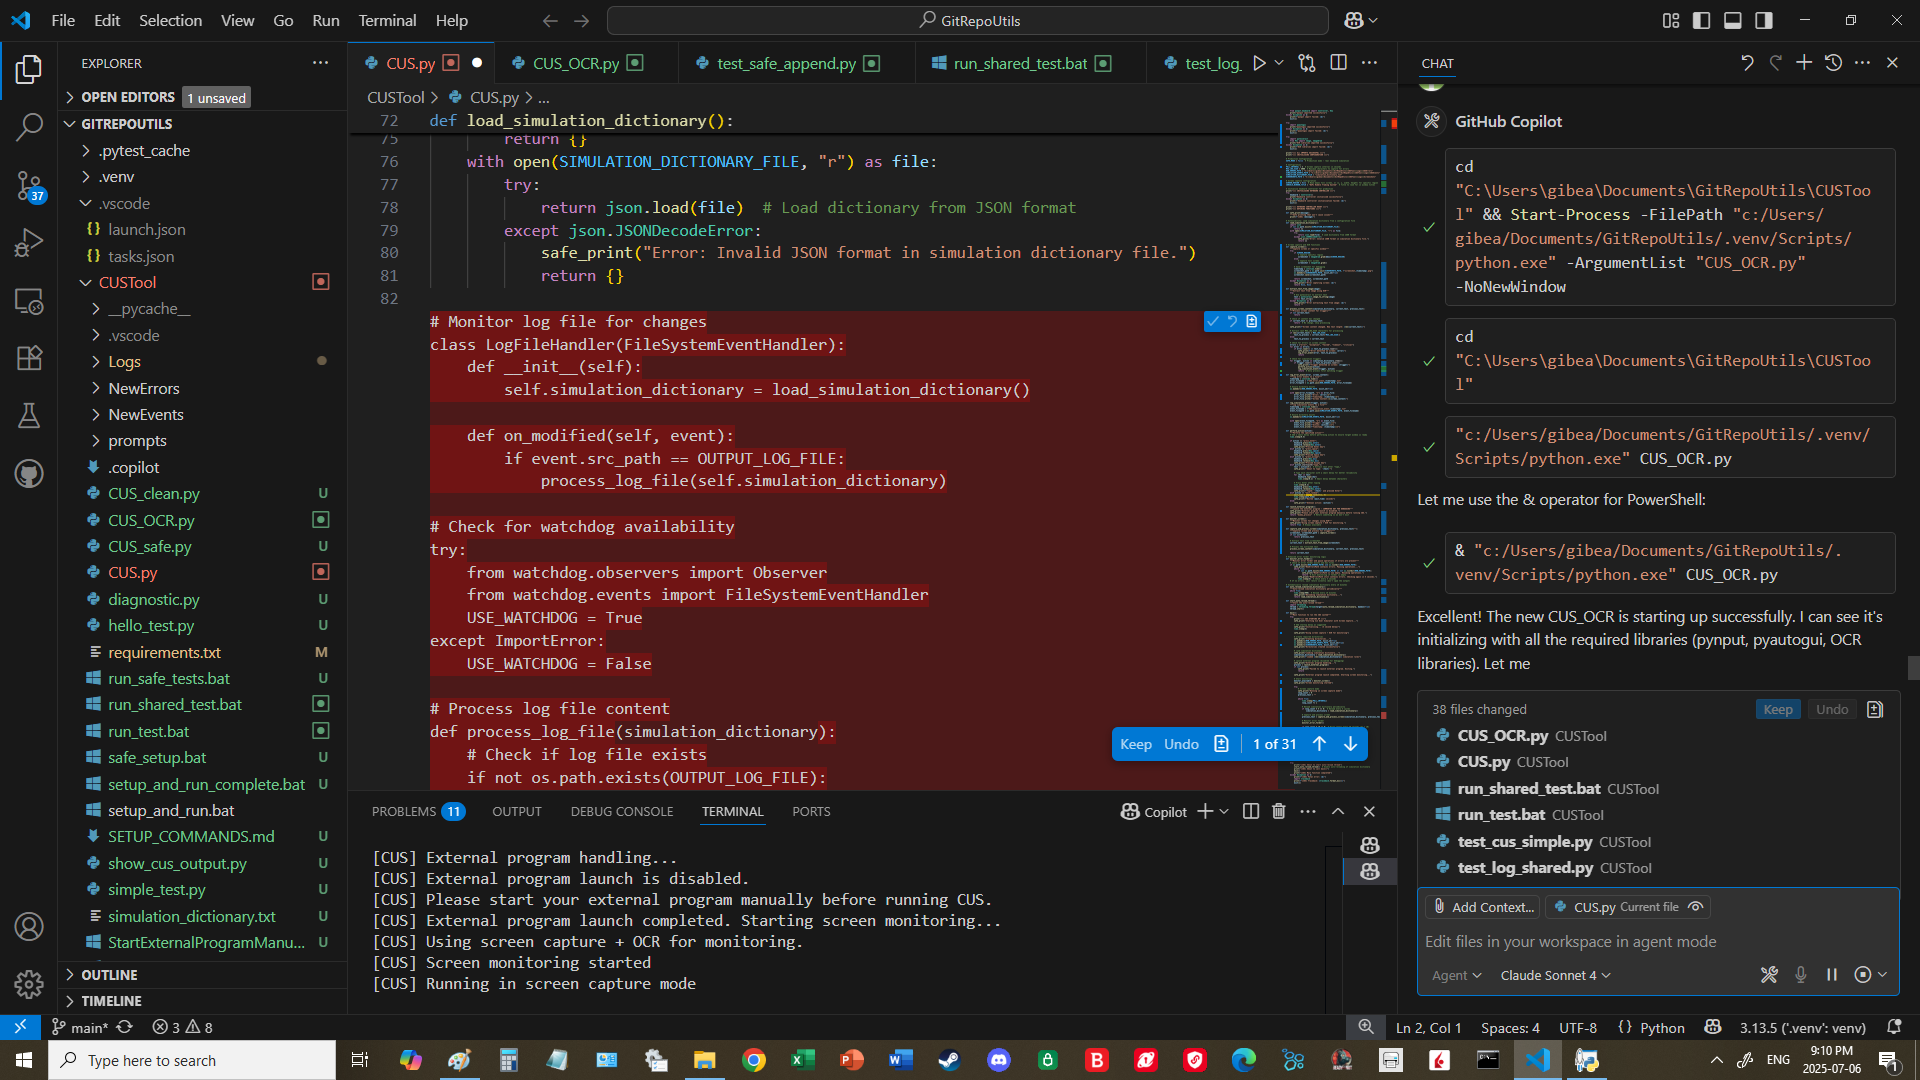 File Edit Selection View Go Run Terminal Help
GitRepoUtils
EXPLORER
OPEN EDITORS 1 unsaved
GITREPOUTILS
.pytest_cache
.venv
.vscode
launch.json
tasks.json
CUSTool
__pycache__
.vscode
Logs
NewErrors
NewEvents
prompts
.copilot
CUS_clean.py U
CUS_OCR.py
CUS_safe.py U
CUS.py
diagnostic.py U
hello_test.py U
requirements.txt M
run_safe_tests.bat U
run_shared_test.bat
run_test.bat
safe_setup.bat U
setup_and_run_complete.bat U
setup_and_run.bat
SETUP_COMMANDS.md U
show_cus_output.py U
simple_test.py U
simulation_dictionary.txt U
StartExternalProgramManu... U
OUTLINE
TIMELINE
37
CUS.py CUS_OCR.py test_safe_append.py run_shared_test.bat test_log_
CUSTool > CUS.py > ...
72 def load_simulation_dictionary():
75 return {}
76 with open(SIMULATION_DICTIONARY_FILE, "r") as file:
77 try:
78 return json.load(file)  # Load dictionary from JSON format
79 except json.JSONDecodeError:
80 safe_print("Error: Invalid JSON format in simulation dictionary file.")
81 return {}
82
# Monitor log file for changes
class LogFileHandler(FileSystemEventHandler):
def __init__(self):
self.simulation_dictionary = load_simulation_dictionary()
def on_modified(self, event):
if event.src_path == OUTPUT_LOG_FILE:
process_log_file(self.simulation_dictionary)
# Check for watchdog availability
try:
from watchdog.observers import Observer
from watchdog.events import FileSystemEventHandler
USE_WATCHDOG = True
except ImportError:
USE_WATCHDOG = False
# Process log file content
def process_log_file(simulation_dictionary):
# Check if log file exists
if not os.path.exists(OUTPUT_LOG_FILE):
Keep Undo 1 of 31
PROBLEMS 11 OUTPUT DEBUG CONSOLE TERMINAL PORTS
Copilot
[CUS] External program handling...
[CUS] External program launch is disabled.
[CUS] Please start your external program manually before running CUS.
[CUS] External program launch completed. Starting screen monitoring...
[CUS] Using screen capture + OCR for monitoring.
[CUS] Screen monitoring started
[CUS] Running in screen capture mode
CHAT
GitHub Copilot
cd
"C:\Users\gibea\Documents\GitRepoUtils\CUSToo
l" && Start-Process -FilePath "c:/Users/
gibea/Documents/GitRepoUtils/.venv/Scripts/
python.exe" -ArgumentList "CUS_OCR.py"
-NoNewWindow
cd
"C:\Users\gibea\Documents\GitRepoUtils\CUSToo
l"
"c:/Users/gibea/Documents/GitRepoUtils/.venv/
Scripts/python.exe" CUS_OCR.py
Let me use the & operator for PowerShell:
& "c:/Users/gibea/Documents/GitRepoUtils/.
venv/Scripts/python.exe" CUS_OCR.py
Excellent! The new CUS_OCR is starting up successfully. I can see it's
initializing with all the required libraries (pynput, pyautogui, OCR
libraries). Let me
38 files changed Keep Undo
CUS_OCR.py CUSTool
CUS.py CUSTool
run_shared_test.bat CUSTool
run_test.bat CUSTool
test_cus_simple.py CUSTool
test_log_shared.py CUSTool
Add Context... CUS.py Current file
Edit files in your workspace in agent mode
Agent Claude Sonnet 4
main* 3 8
Ln 2, Col 1 Spaces: 4 UTF-8 {} Python 3.13.5 ('.venv': venv)
Type here to search
ENG
9:10 PM
2025-07-06
1